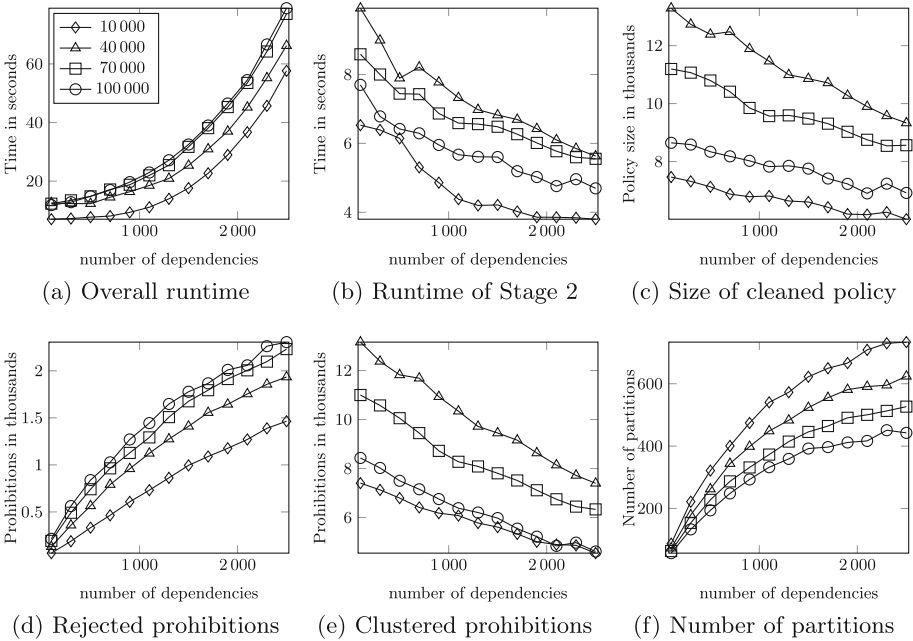 Time in seconds
60
40
20
10 000
40 000
70 000
100 000
1 000
2 000
number of dependencies
(a) Overall runtime
Time in seconds
8
6
4
1 000
2 000
number of dependencies
(b) Runtime of Stage 2
Policy size in thousands
12
10
8
1 000
2 000
number of dependencies
(c) Size of cleaned policy
Prohibitions in thousands
2
1.5
1
0.5
1 000
2 000
number of dependencies
(d) Rejected prohibitions
Prohibitions in thousands
12
10
8
6
1 000
2 000
number of dependencies
(e) Clustered prohibitions
Number of partitions
600
400
200
1 000
2 000
number of dependencies
(f) Number of partitions